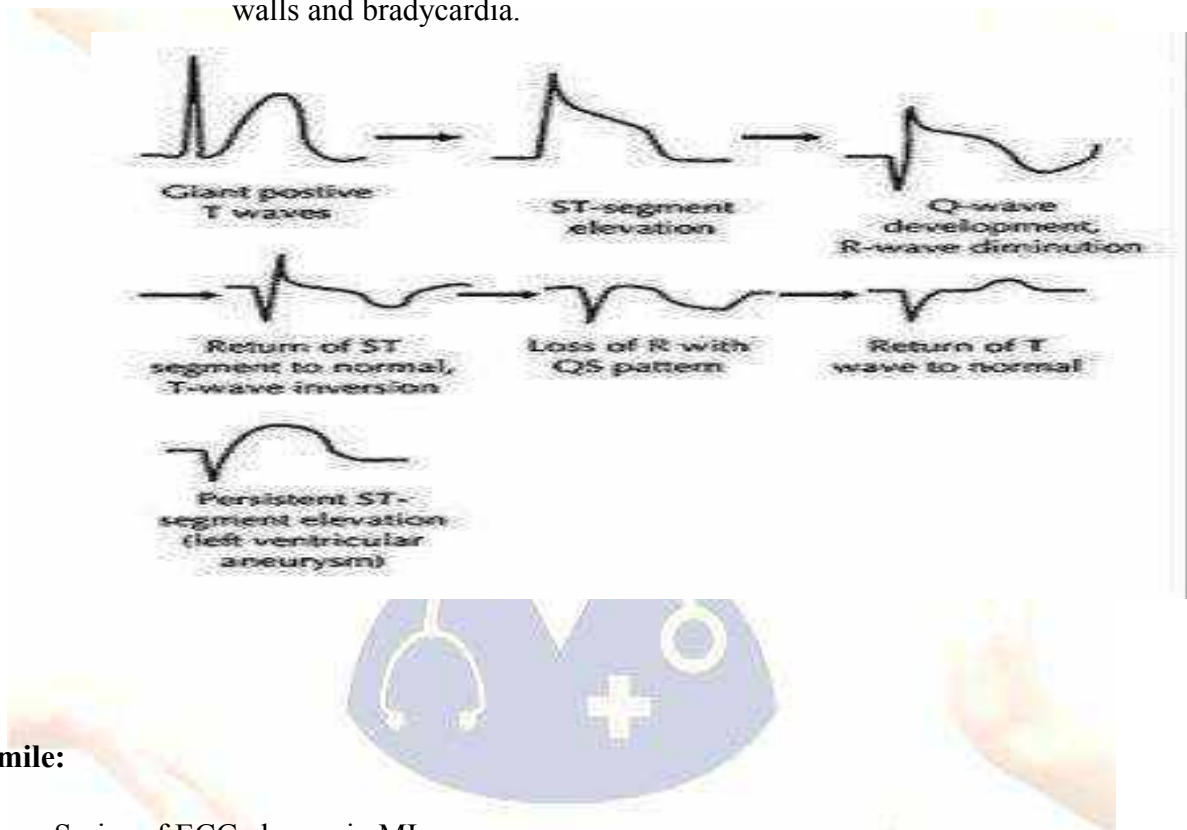 walls and bradycardia.
Giant postive
T waves
ST-segment
elevation
Q-wave
development,
R-wave diminution
Return of ST
segment to normal,
T-wave inversion
Loss of R with
QS pattern
Return of T
wave to normal
Persistent ST-
segment elevation
(left ventricular
aneurysm)
mile:
Series of ECG changes in MI